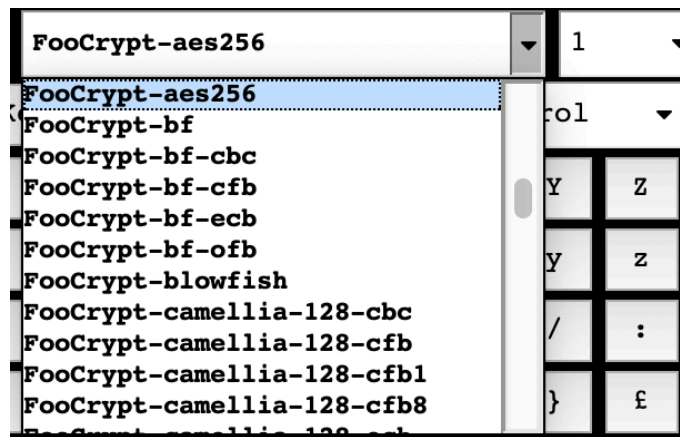 FooCrypt-aes256
1
FooCrypt-aes256
FooCrypt-bf
rol
FooCrypt-bf-cbc
FooCrypt-bf-cfb
Y Z
FooCrypt-bf-ecb
FooCrypt-bf-ofb
y z
FooCrypt-blowfish
FooCrypt-camellia-128-cbc
FooCrypt-camellia-128-cfb
/ :
FooCrypt-camellia-128-cfb1
FooCrypt-camellia-128-cfb8
} £